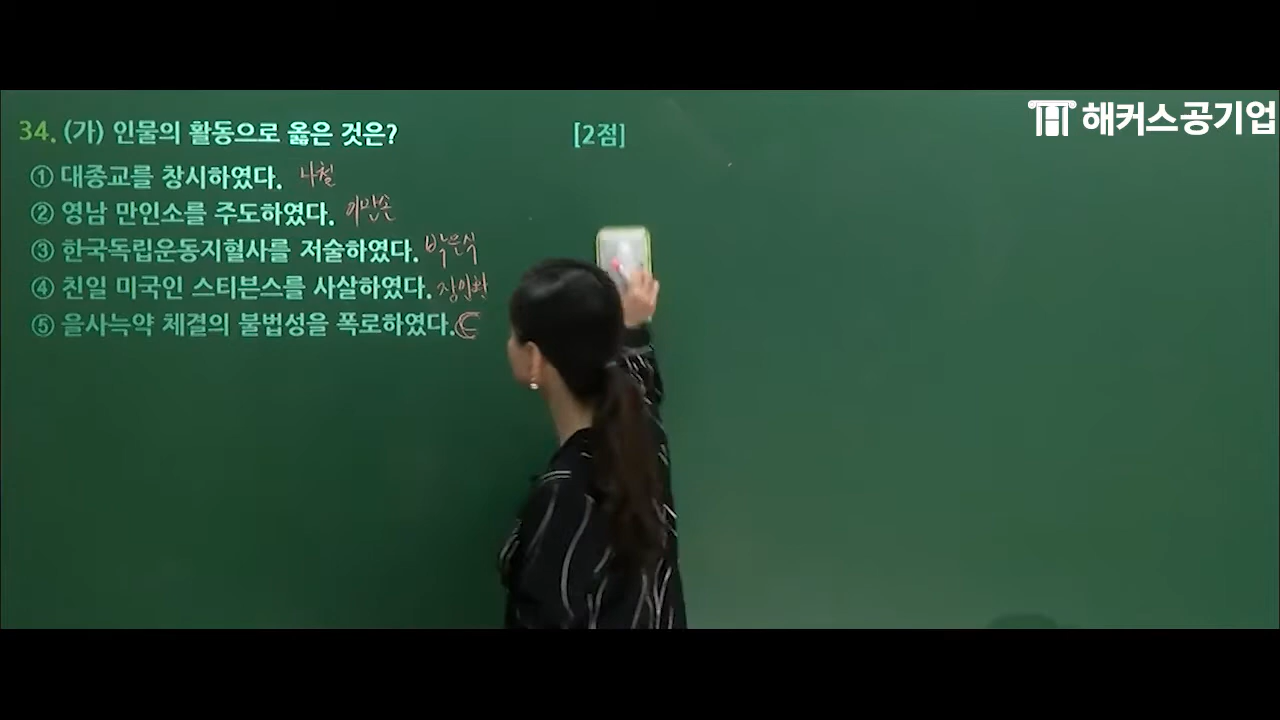 해커스공기업
34. (가) 인물의 활동으로 옳은 것은? [2점]
① 대종교를 창시하였다. 나철
② 영남 만인소를 주도하였다. 이만손
③ 한국독립운동지혈사를 저술하였다. 박은식
④ 친일 미국인 스티븐스를 사살하였다. 장인환
⑤ 을사늑약 체결의 불법성을 폭로하였다.